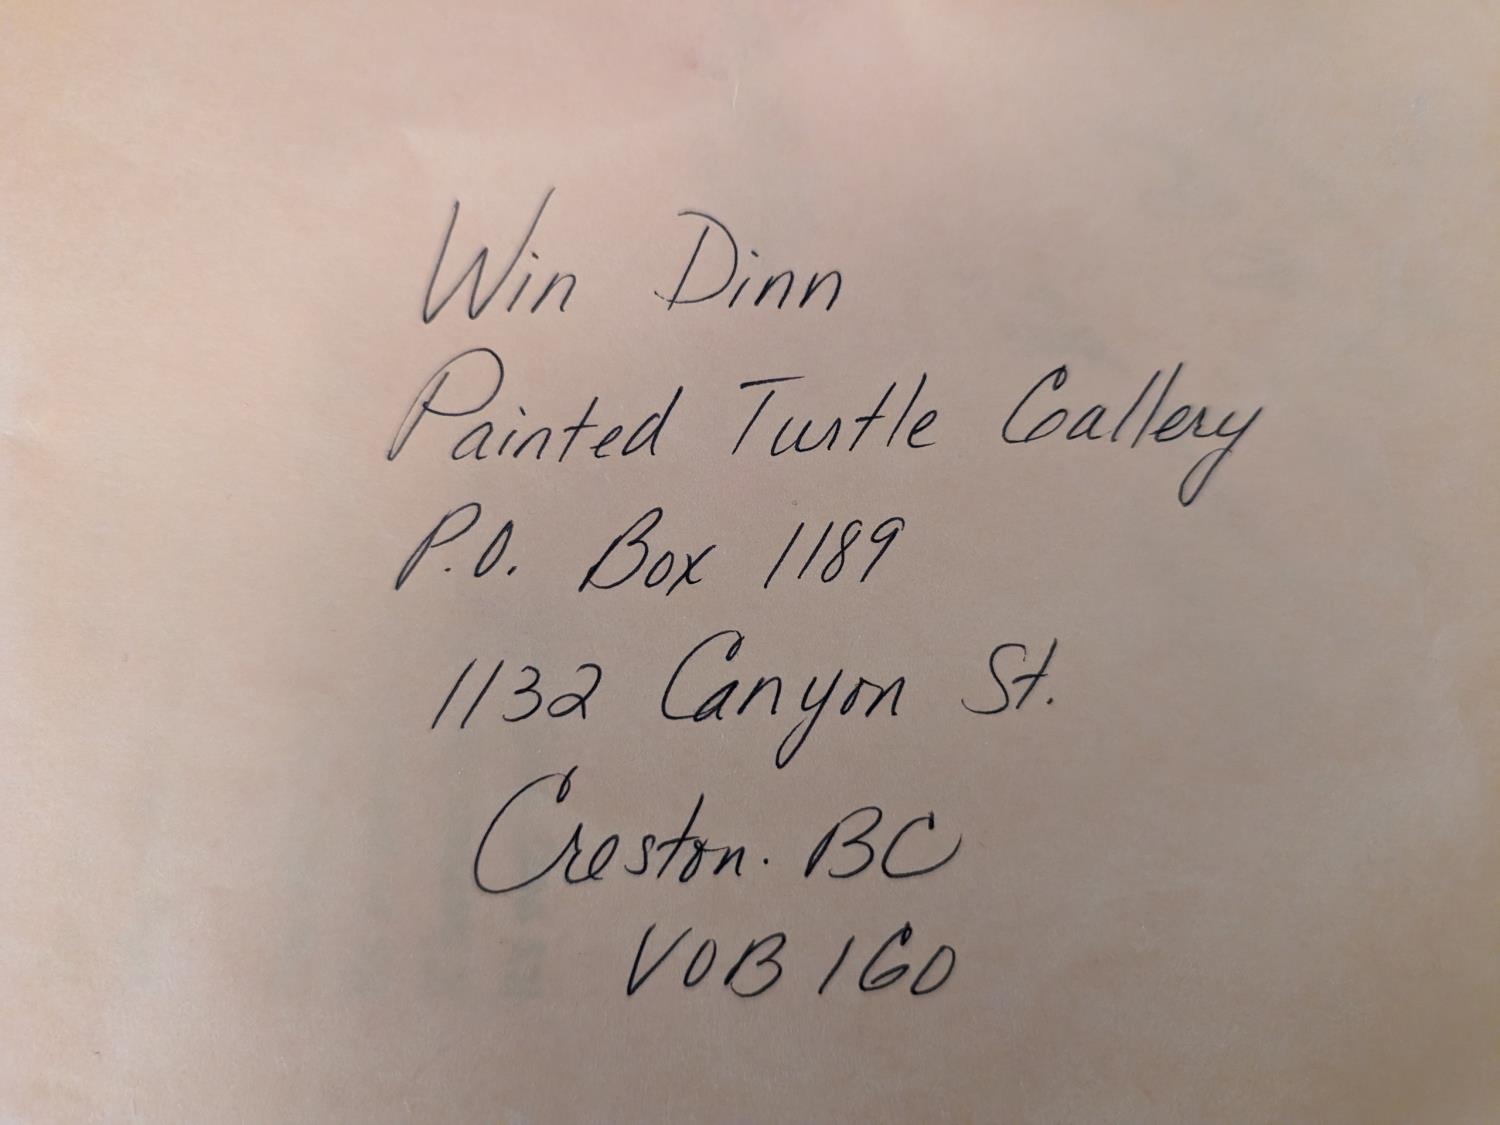 Win Dinn
Painted Turtle Gallery
P.O. Box 1189
1132 Canyon St.
Creston. BC
V0B 1G0